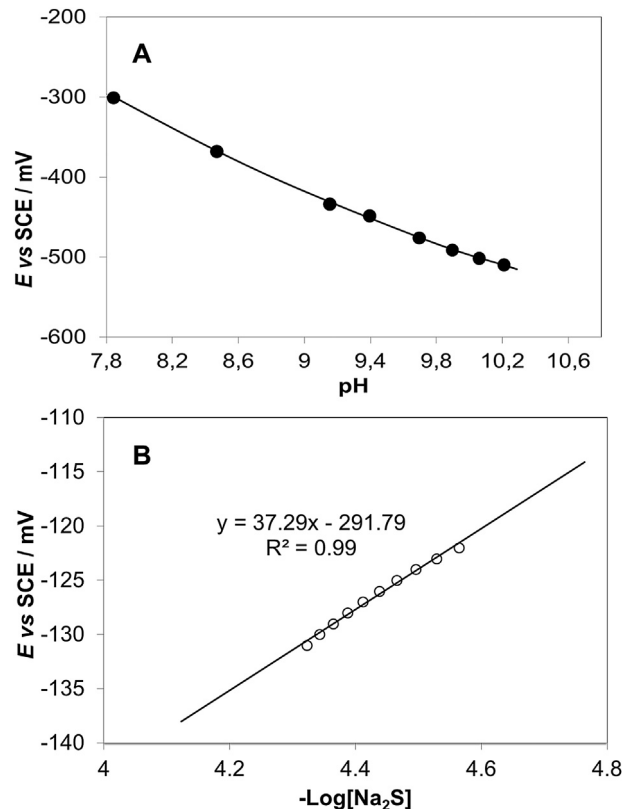 -200
A
-300
-400
-500
-600
E vs SCE / mV
7,8 8,2 8,6 9 9,4 9,8 10,2 10,6
pH
-110
B
-115
-120
y = 37.29x - 291.79
R² = 0.99
-125
-130
-135
-140
E vs SCE / mV
4 4.2 4.4 4.6 4.8
-Log[Na₂S]